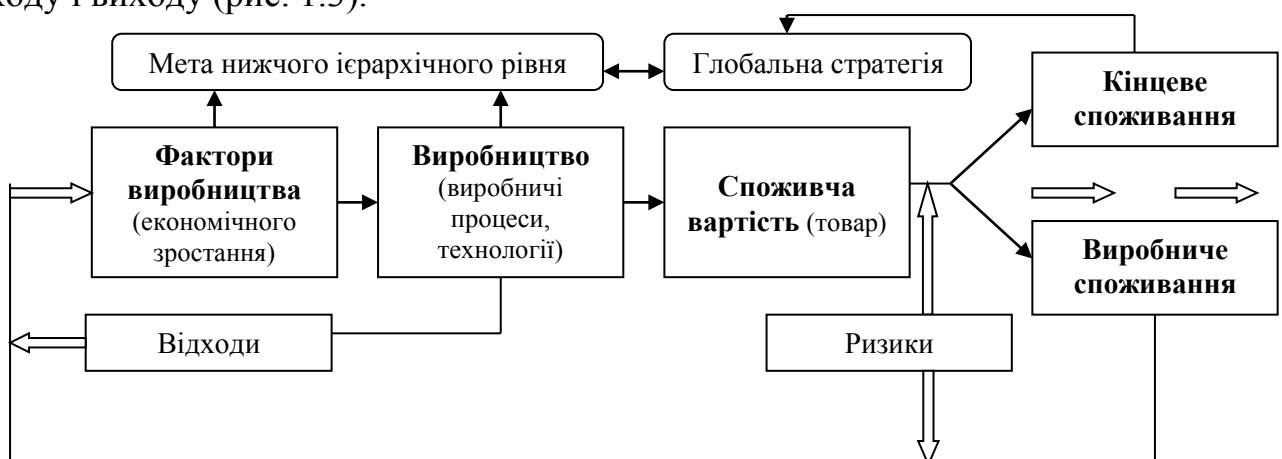 ходу і виходу (рис. 1.3).
Мета нижчого ієрархічного рівня
Глобальна стратегія
Кінцеве
споживання
Фактори
виробництва
(економічного
зростання)
Виробництво
(виробничі
процеси,
технології)
Споживча
вартість (товар)
Виробниче
споживання
Відходи
Ризики